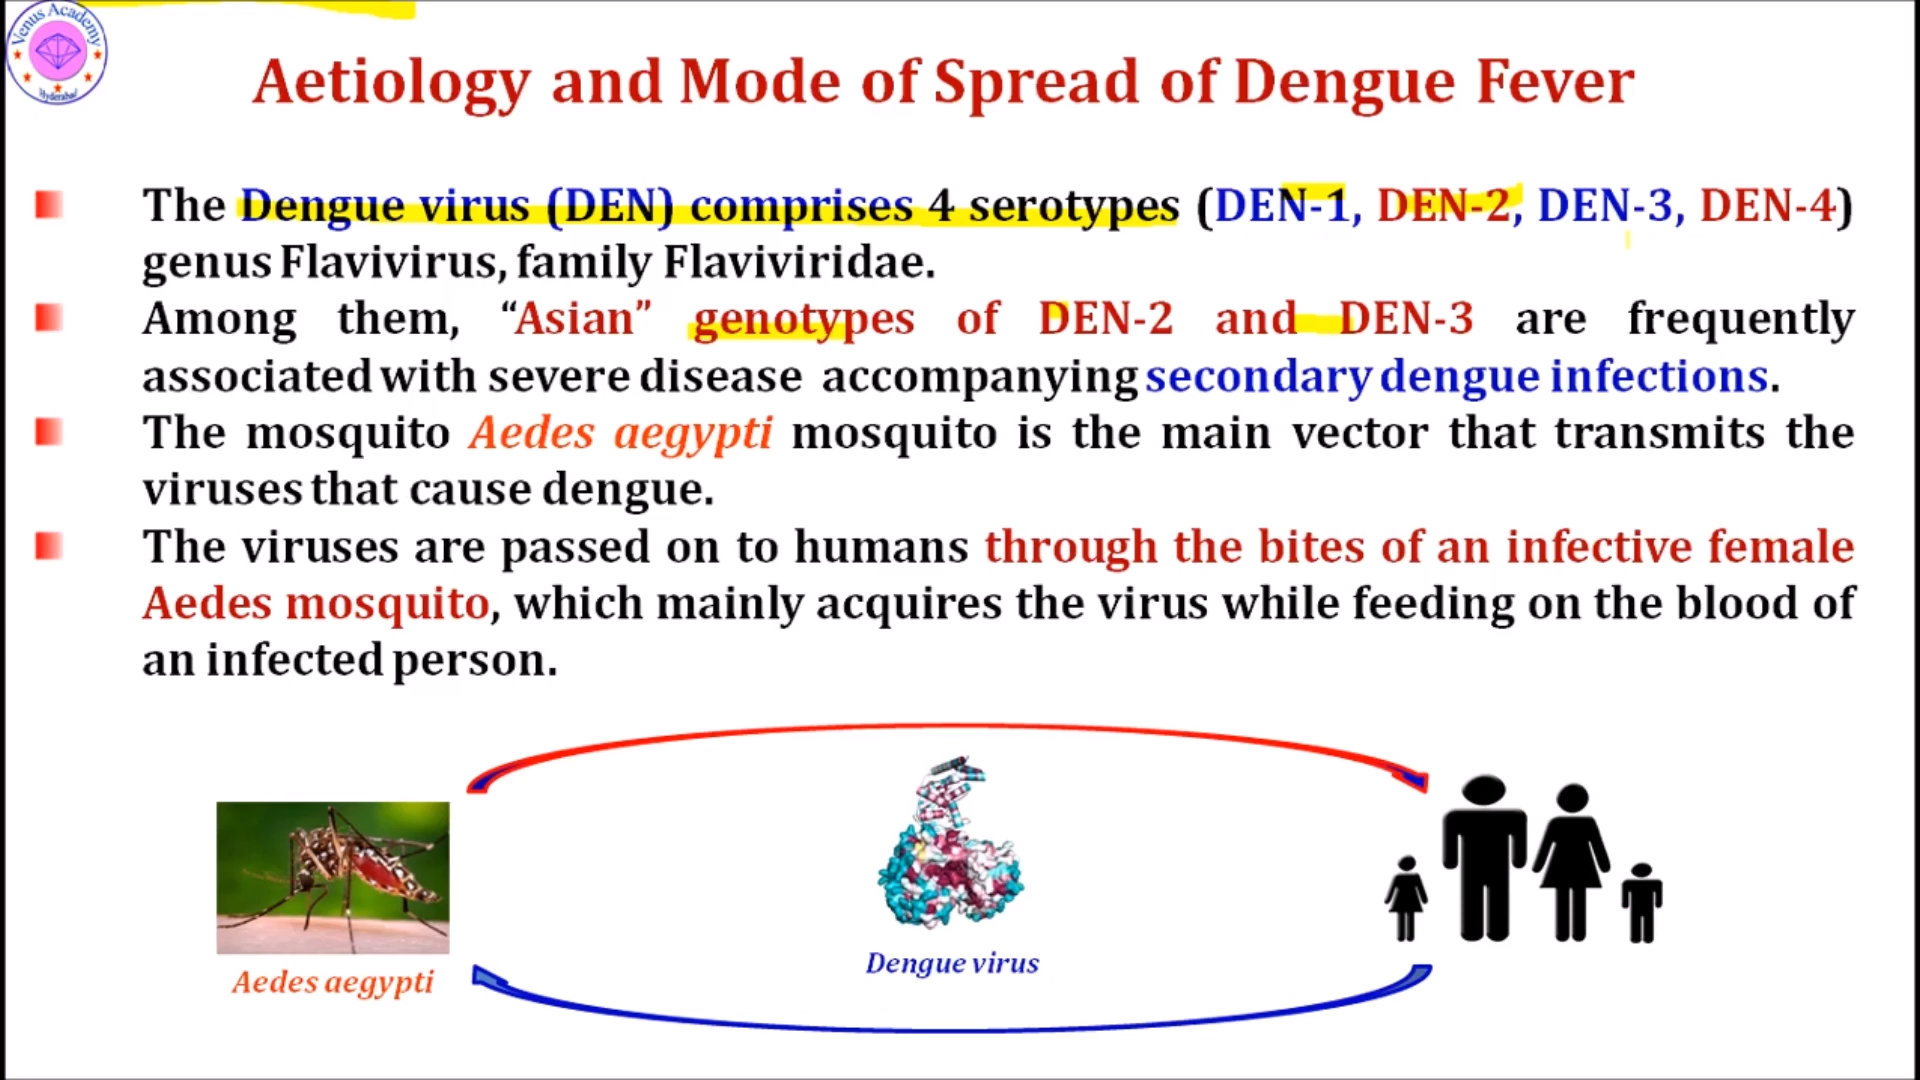 Venus Academy
Hyderabad
Aetiology and Mode of Spread of Dengue Fever
The Dengue virus (DEN) comprises 4 serotypes (DEN-1, DEN-2, DEN-3, DEN-4)
genus Flavivirus, family Flaviviridae.
Among them, “Asian” genotypes of DEN-2 and DEN-3 are frequently
associated with severe disease accompanying secondary dengue infections.
The mosquito Aedes aegypti mosquito is the main vector that transmits the
viruses that cause dengue.
The viruses are passed on to humans through the bites of an infective female
Aedes mosquito, which mainly acquires the virus while feeding on the blood of
an infected person.
Aedes aegypti
Dengue virus